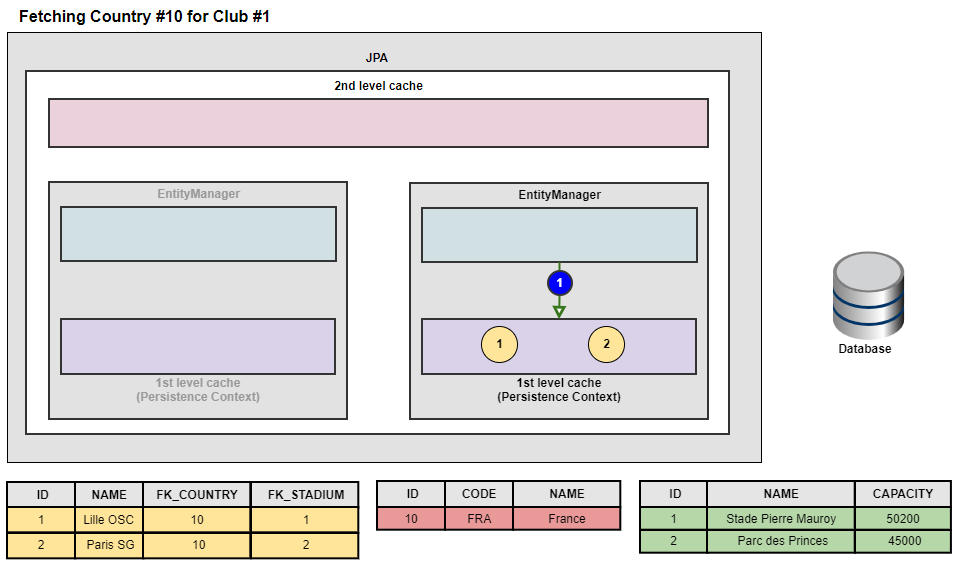 Fetching Country #10 for Club #1
JPA
2nd level cache
EntityManager
1st level cache
(Persistence Context)
EntityManager
1
1 2
1st level cache
(Persistence Context)
Database
ID NAME FK_COUNTRY FK_STADIUM
1 Lille OSC 10 1
2 Paris SG 10 2
ID CODE NAME
10 FRA France
ID NAME CAPACITY
1 Stade Pierre Mauroy 50200
2 Parc des Princes 45000